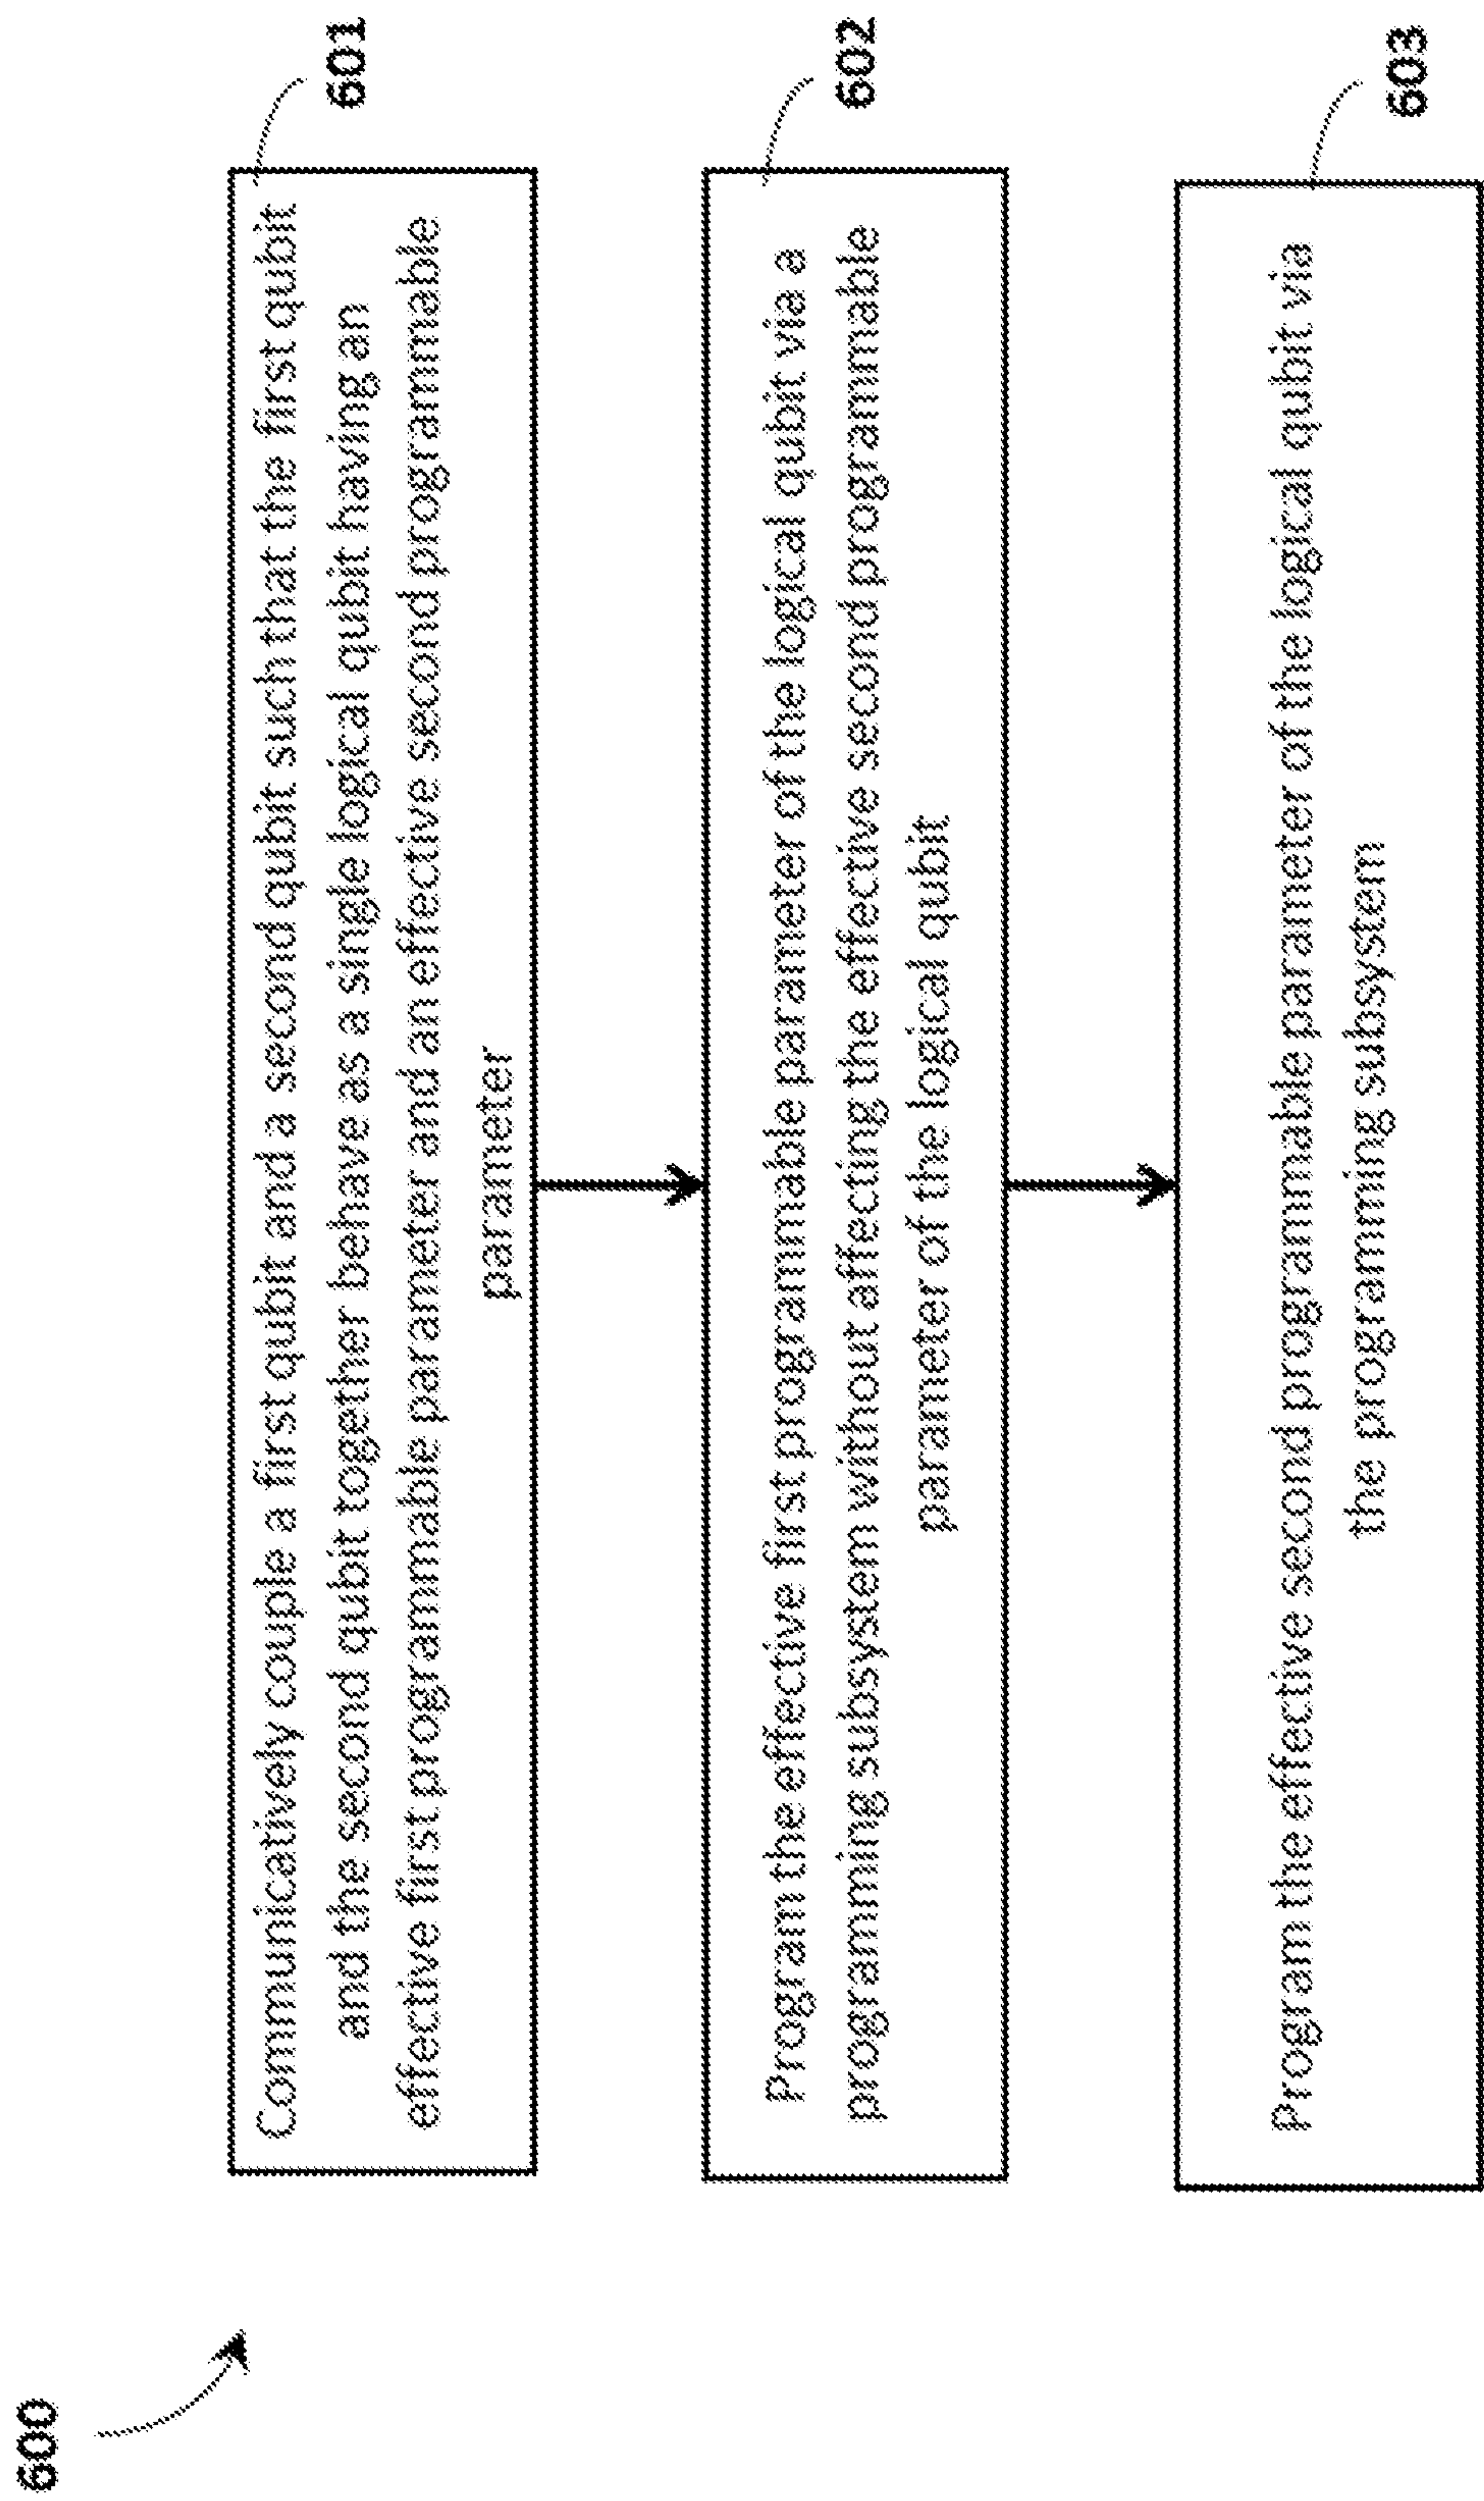 600
601
Communicatively couple a first qubit and a second qubit such that the first qubit
and the second qubit together behave as a single logical qubit having an
effective first programmable parameter and an effective second programmable
parameter
602
Program the effective first programmable parameter of the logical qubit via a
programming subsystem without affecting the effective second programmable
parameter of the logical qubit
603
Program the effective second programmable parameter of the logical qubit via
the programming subsystem